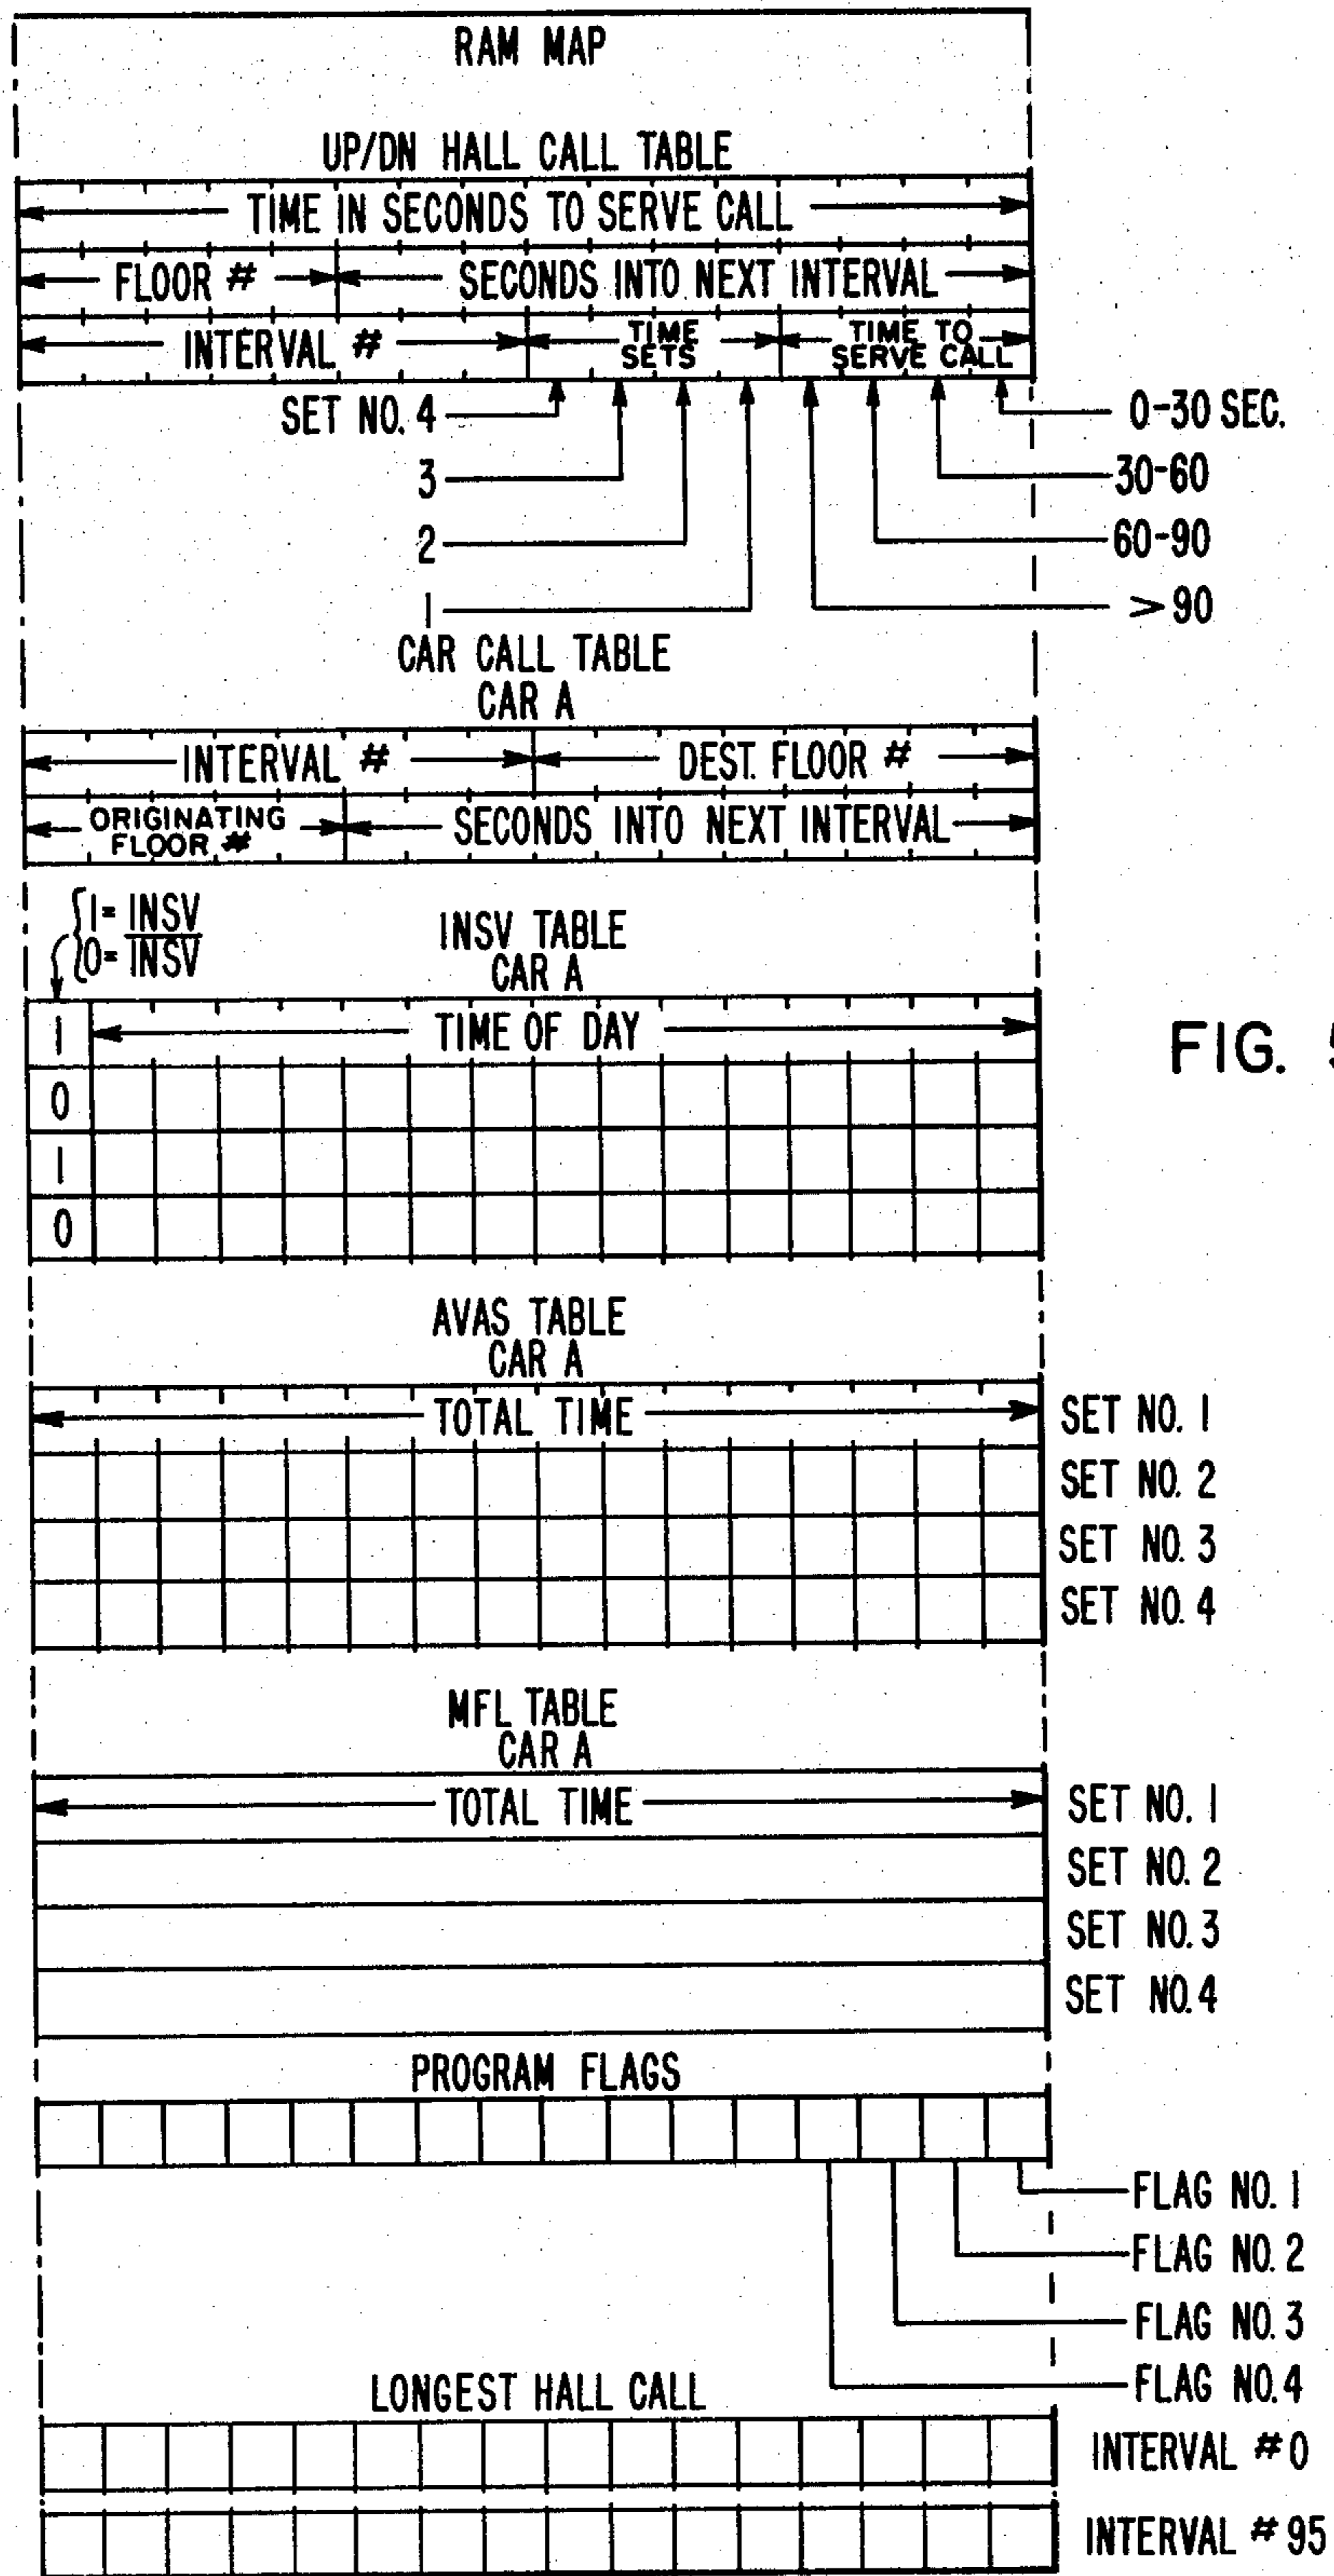 RAM MAP
UP/DN HALL CALL TABLE
TIME IN SECONDS TO SERVE CALL
FLOOR # SECONDS INTO NEXT INTERVAL
INTERVAL # TIME SETS TIME TO SERVE CALL
SET NO. 4 0-30 SEC.
3 30-60
2 60-90
1 >90
CAR CALL TABLE
CAR A
INTERVAL # DEST. FLOOR #
ORIGINATING FLOOR # SECONDS INTO NEXT INTERVAL
1= INSV
0= I̅N̅S̅V̅
INSV TABLE
CAR A
1 TIME OF DAY
0
1
0
FIG. 5
AVAS TABLE
CAR A
TOTAL TIME SET NO. 1
SET NO. 2
SET NO. 3
SET NO. 4
MFL TABLE
CAR A
TOTAL TIME SET NO. 1
SET NO. 2
SET NO. 3
SET NO. 4
PROGRAM FLAGS
FLAG NO. 1
FLAG NO. 2
FLAG NO. 3
FLAG NO. 4
LONGEST HALL CALL
INTERVAL #0
INTERVAL #95